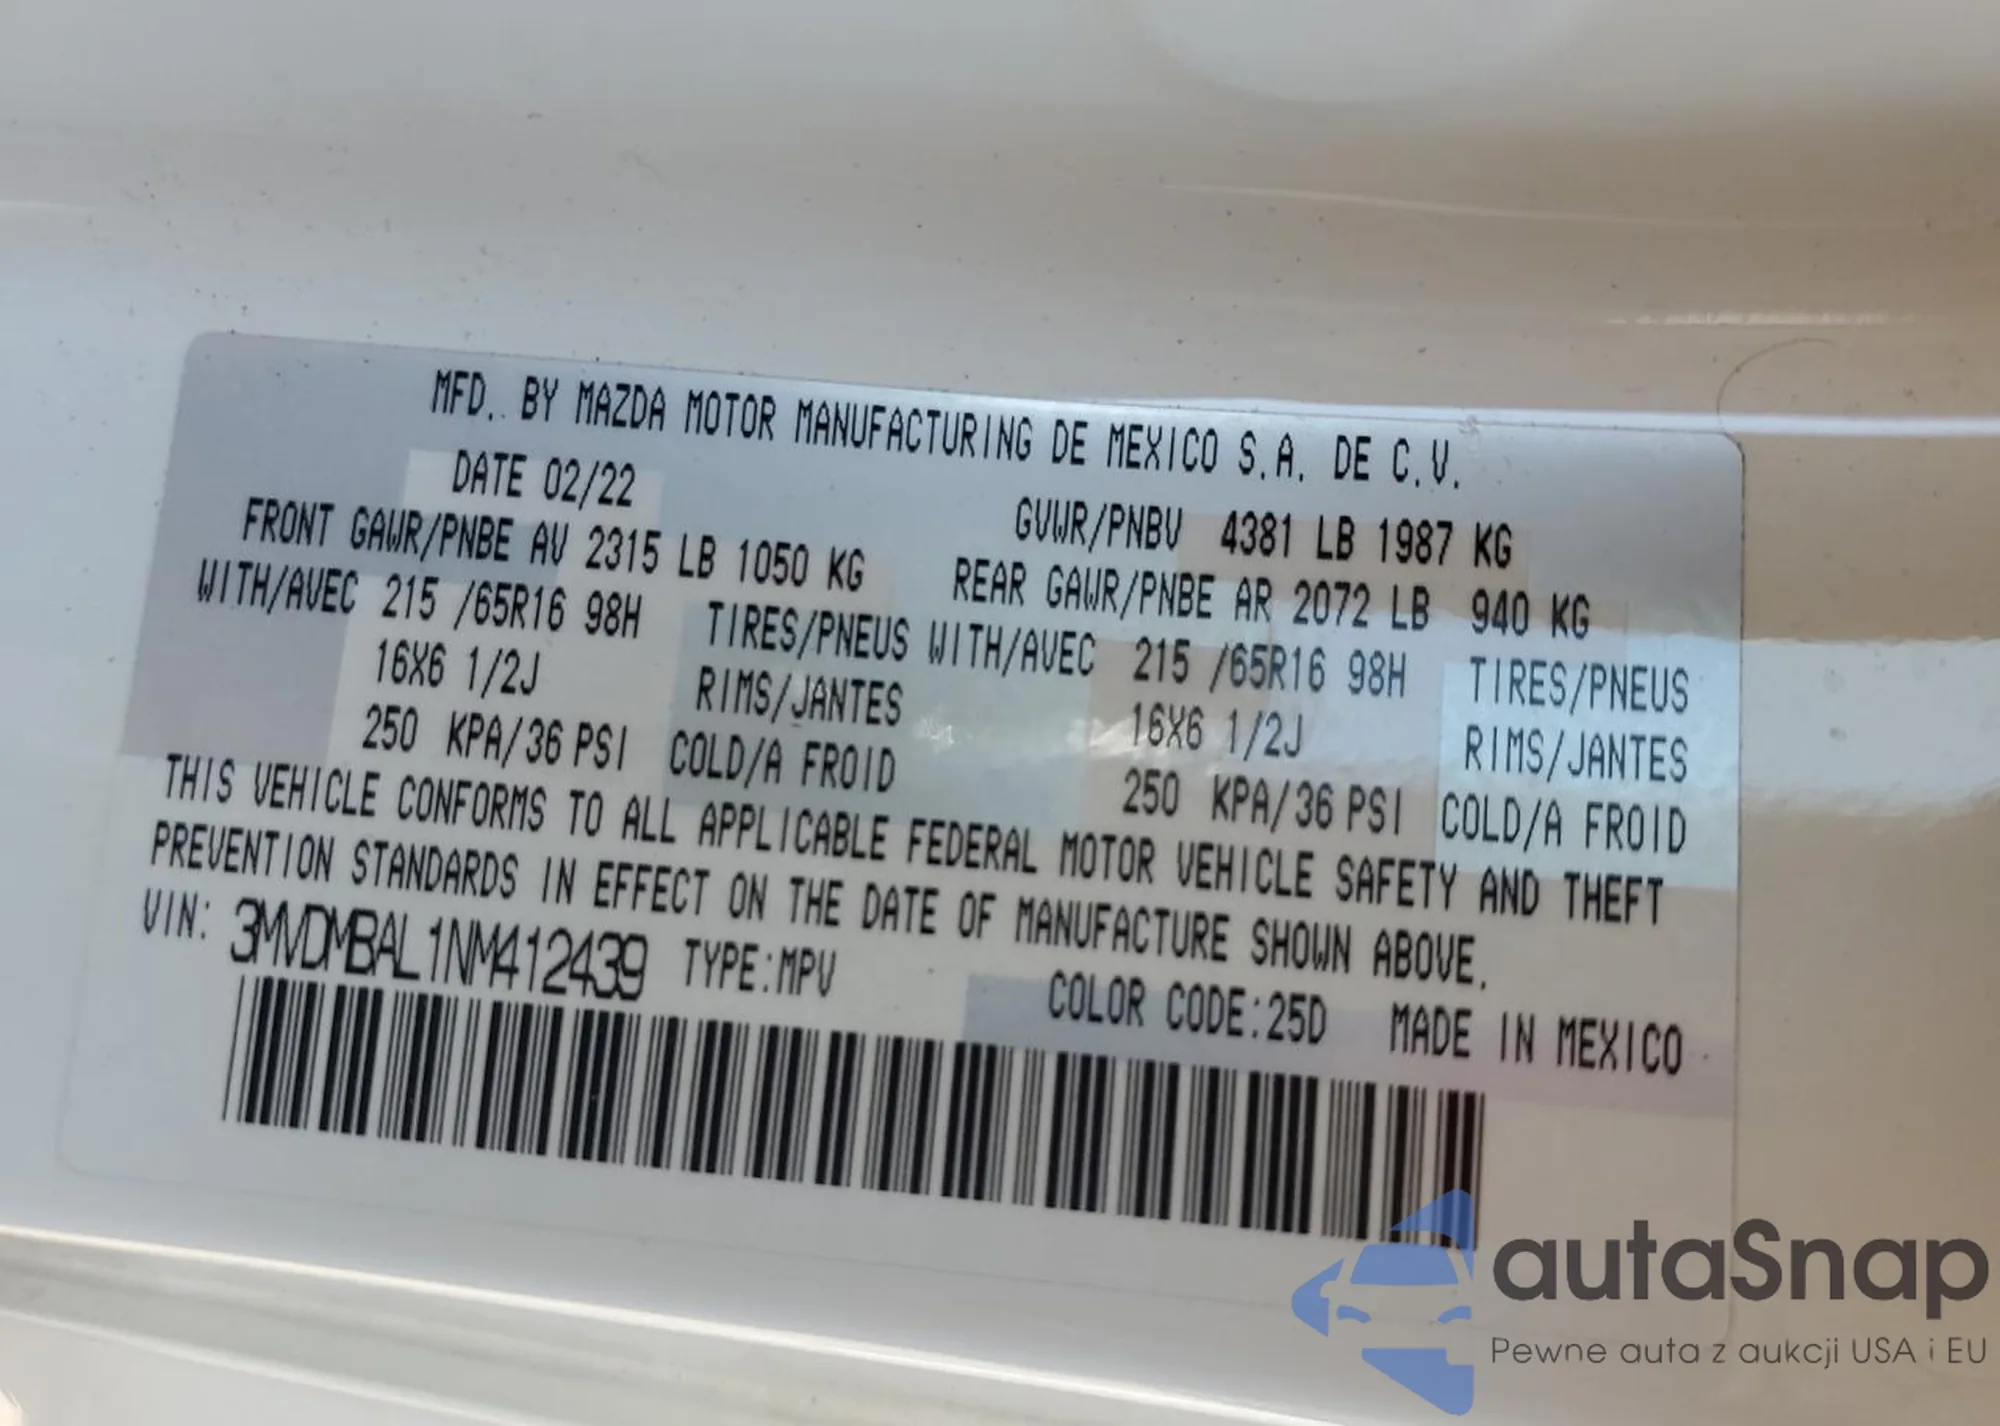 MFD. BY MAZDA MOTOR MANUFACTURING DE MEXICO S.A. DE C.V.
DATE 02/22 GVWR/PNBV 4381 LB 1987 KG
FRONT GAWR/PNBE AV 2315 LB 1050 KG REAR GAWR/PNBE AR 2072 LB 940 KG
WITH/AVEC 215 /65R16 98H TIRES/PNEUS WITH/AVEC 215 /65R16 98H TIRES/PNEUS
16X6 1/2J RIMS/JANTES 16X6 1/2J RIMS/JANTES
250 KPA/36 PSI COLD/A FROID 250 KPA/36 PSI COLD/A FROID
THIS VEHICLE CONFORMS TO ALL APPLICABLE FEDERAL MOTOR VEHICLE SAFETY AND THEFT
PREVENTION STANDARDS IN EFFECT ON THE DATE OF MANUFACTURE SHOWN ABOVE.
VIN: 3MVDMBAL1NM412439 TYPE:MPV COLOR CODE:25D MADE IN MEXICO
autaSnap
Pewne auta z aukcji USA i EU